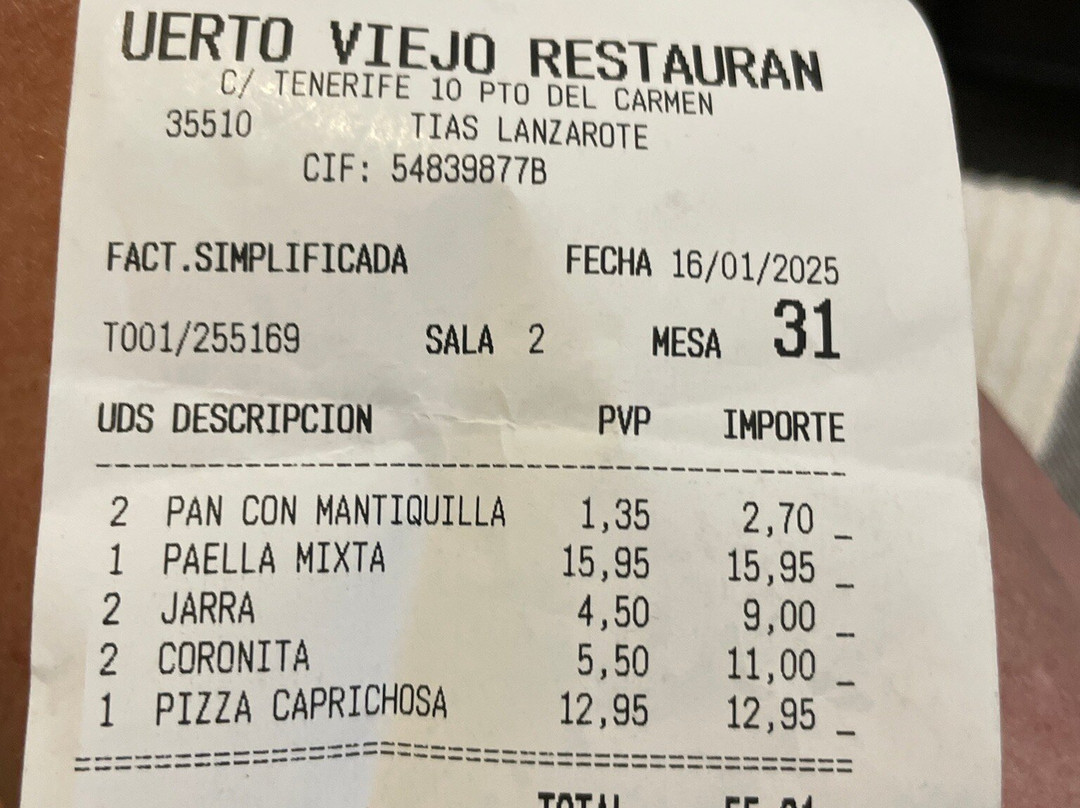 UERTO VIEJO RESTAURAN
C/ TENERIFE 10 PTO DEL CARMEN
35510 TIAS LANZAROTE
CIF: 54839877B
FACT.SIMPLIFICADA FECHA 16/01/2025
T001/255169 SALA 2 MESA 31
UDS DESCRIPCION PVP IMPORTE
2 PAN CON MANTIQUILLA 1,35 2,70 _
1 PAELLA MIXTA 15,95 15,95 _
2 JARRA 4,50 9,00 _
2 CORONITA 5,50 11,00 _
1 PIZZA CAPRICHOSA 12,95 12,95 _
TOTAL